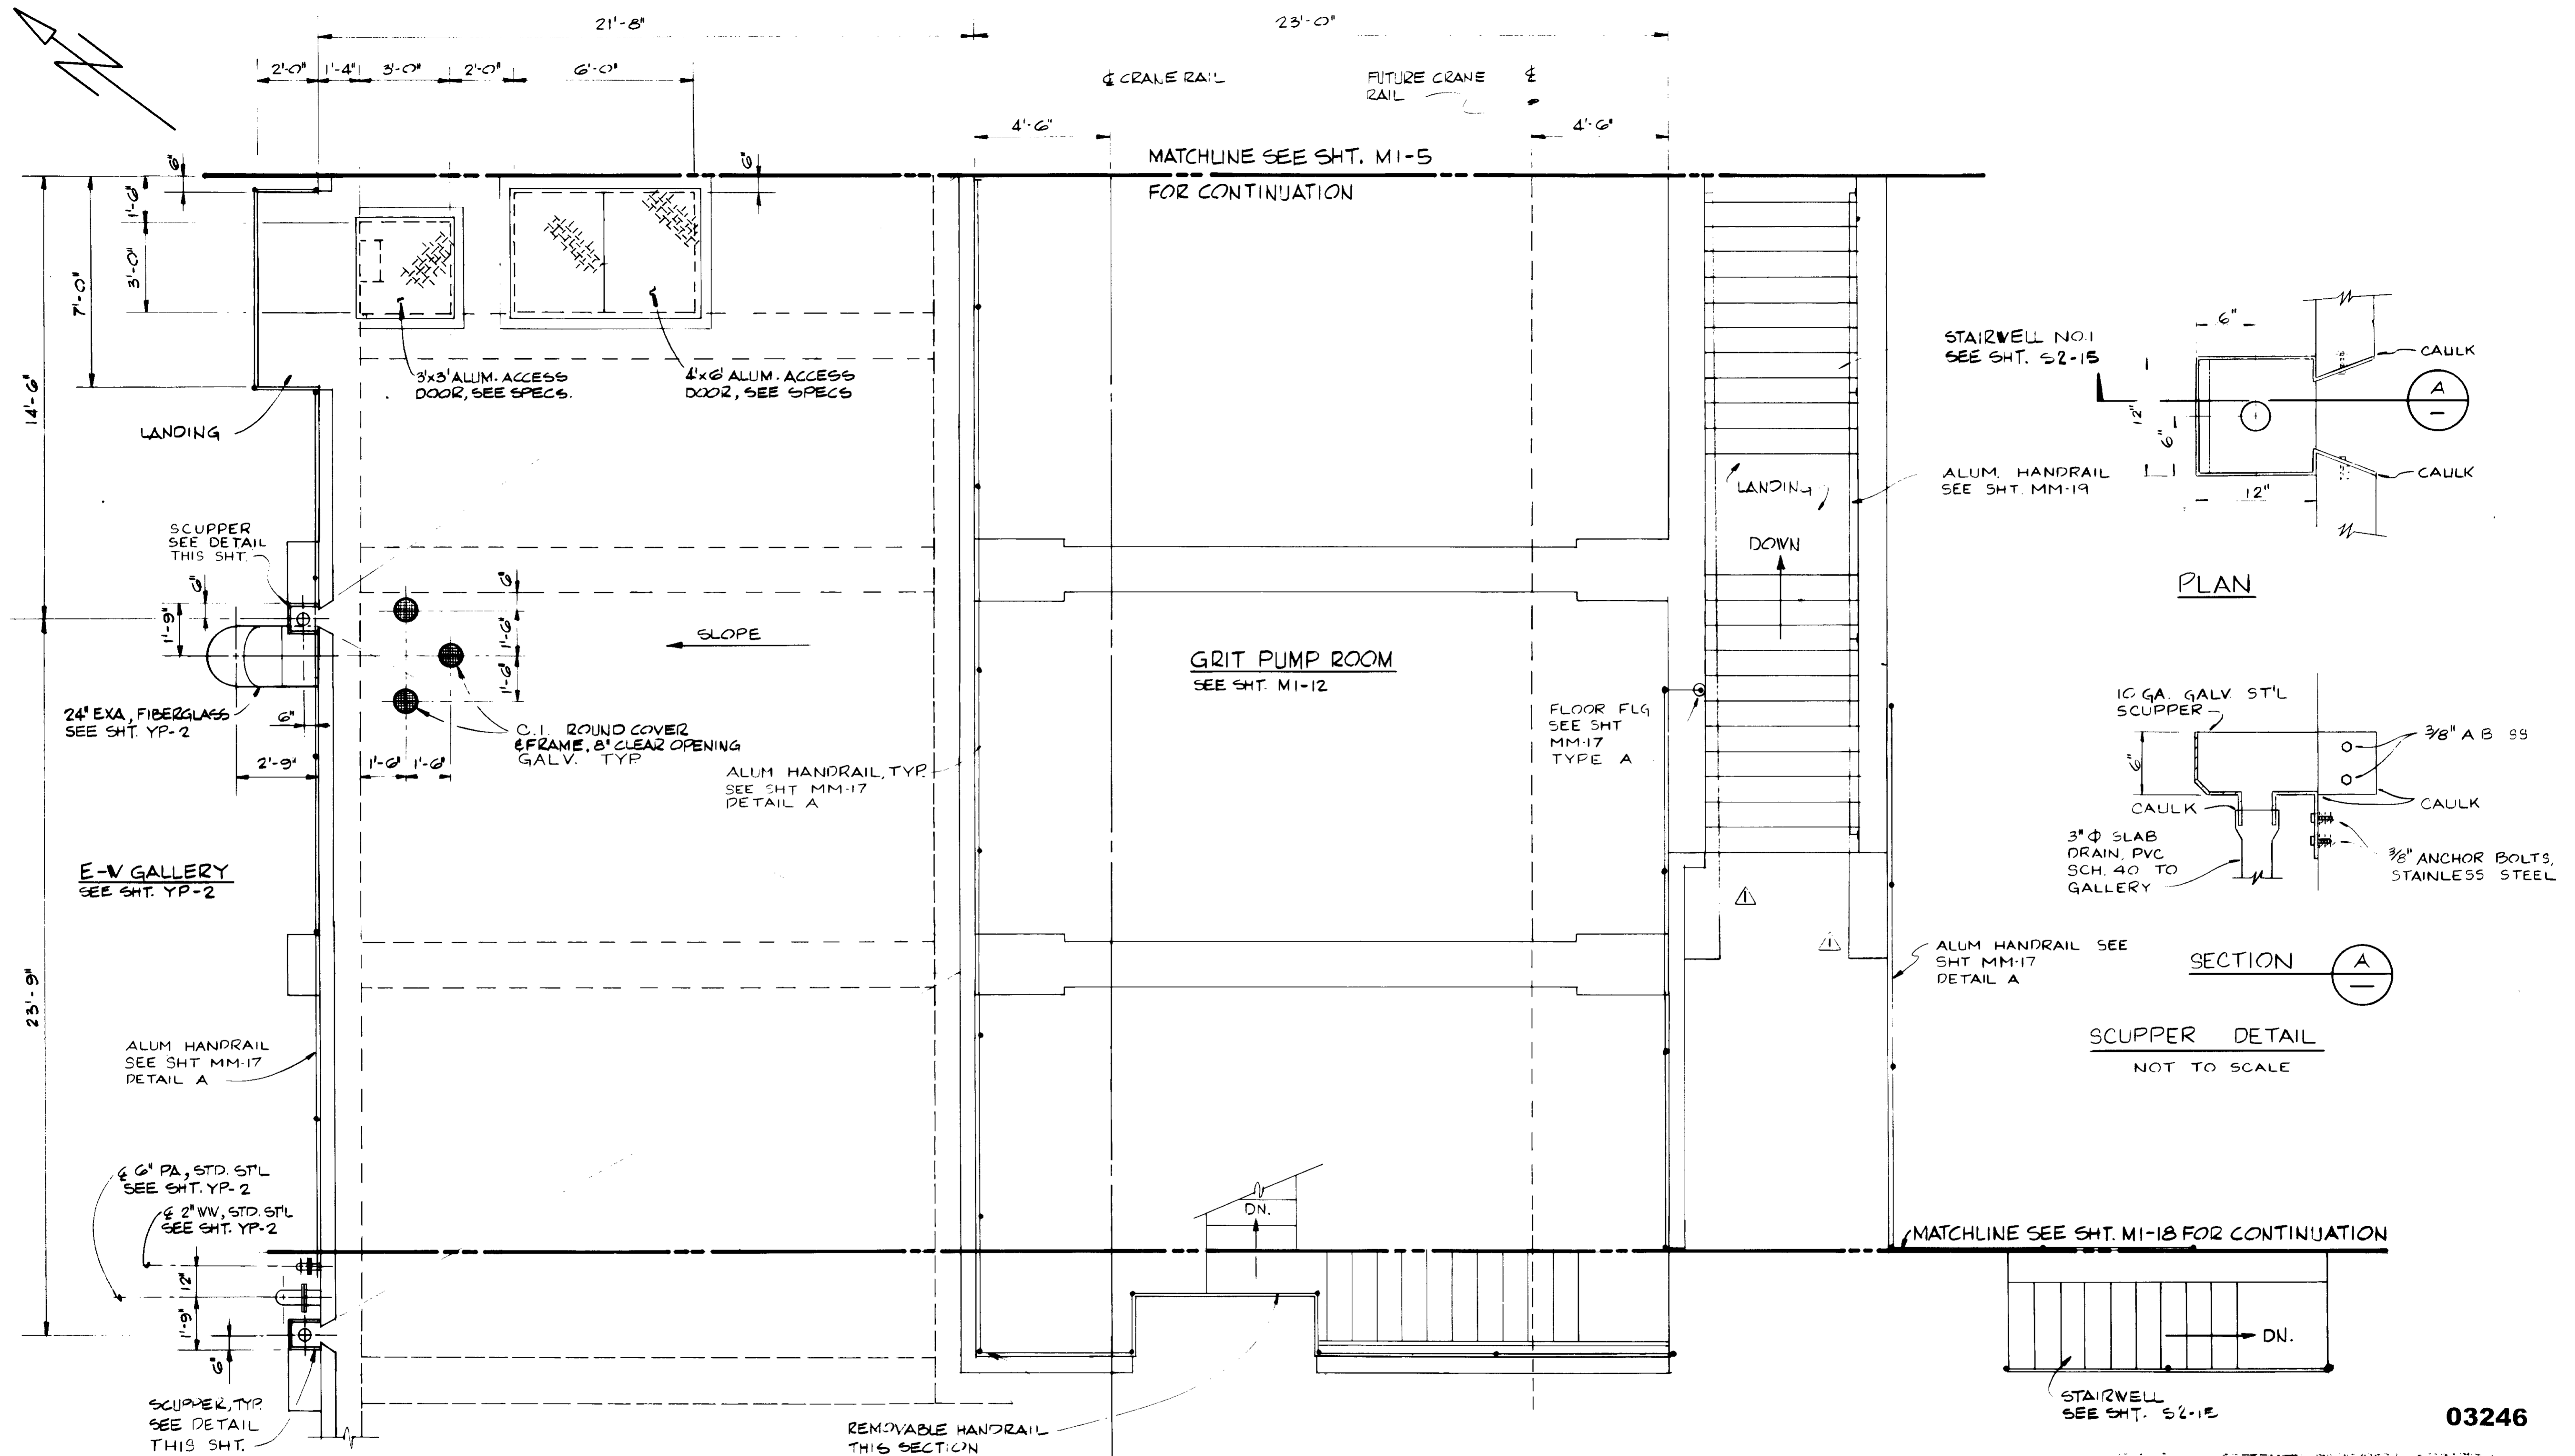 21'-8"
23'-0"
2'-0"
1'-4"
3'-0"
2'-0"
6'-0"
℄ CRANE RAIL
FUTURE CRANE ℄
RAIL
4'-6"
4'-6"
6"
6"
MATCHLINE SEE SHT. M1-5
FOR CONTINUATION
1'-6"
3'-0"
7'-0"
14'-6"
3'x3' ALUM. ACCESS
DOOR, SEE SPECS.
4'x6' ALUM. ACCESS
DOOR, SEE SPECS
LANDING
SCUPPER
SEE DETAIL
THIS SHT.
6"
1'-9"
6"
1'-6"
1'-6"
SLOPE
24" EXA, FIBERGLASS
SEE SHT. YP-2
6"
2'-9"
1'-6"
1'-6"
C.I. ROUND COVER
& FRAME, 8" CLEAR OPENING
GALV. TYP.
ALUM HANDRAIL, TYP.
SEE SHT MM-17
DETAIL A
GRIT PUMP ROOM
SEE SHT. M1-12
FLOOR FLG
SEE SHT
MM-17
TYPE A
LANDING
DOWN
STAIRWELL NO.1
SEE SHT. S2-15
ALUM. HANDRAIL
SEE SHT. MM-19
6"
12"
6"
12"
CAULK
A
CAULK
PLAN
10 GA. GALV. ST'L
SCUPPER
3/8" A B SS
6"
CAULK
CAULK
3" Φ SLAB
DRAIN, PVC
SCH. 40 TO
GALLERY
3/8" ANCHOR BOLTS,
STAINLESS STEEL
SECTION
A
SCUPPER DETAIL
NOT TO SCALE
1
1
ALUM HANDRAIL SEE
SHT MM-17
DETAIL A
E-W GALLERY
SEE SHT. YP-2
23'-9"
ALUM HANDRAIL
SEE SHT MM-17
DETAIL A
℄ 6" PA, STD. ST'L
SEE SHT. YP-2
℄ 2" WW, STD. ST'L
SEE SHT. YP-2
12"
1'-9"
6"
SCUPPER, TYP.
SEE DETAIL
THIS SHT.
DN.
MATCHLINE SEE SHT. M1-18 FOR CONTINUATION
REMOVABLE HANDRAIL
THIS SECTION
DN.
STAIRWELL
SEE SHT. S2-15
03246